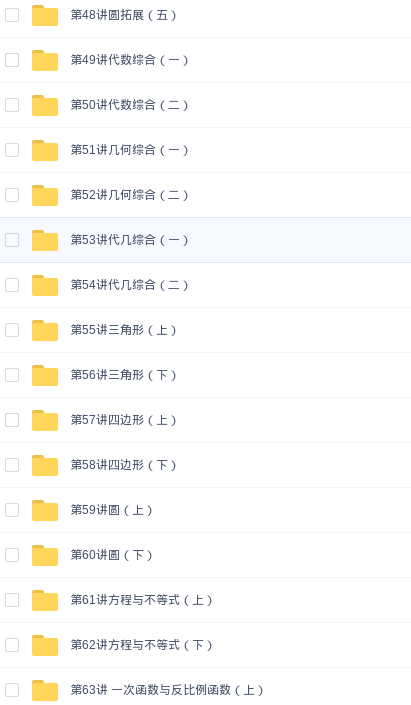 第48讲圆拓展（五）
第49讲代数综合（一）
第50讲代数综合（二）
第51讲几何综合（一）
第52讲几何综合（二）
第53讲代几综合（一）
第54讲代几综合（二）
第55讲三角形（上）
第56讲三角形（下）
第57讲四边形（上）
第58讲四边形（下）
第59讲圆（上）
第60讲圆（下）
第61讲方程与不等式（上）
第62讲方程与不等式（下）
第63讲 一次函数与反比例函数（上）